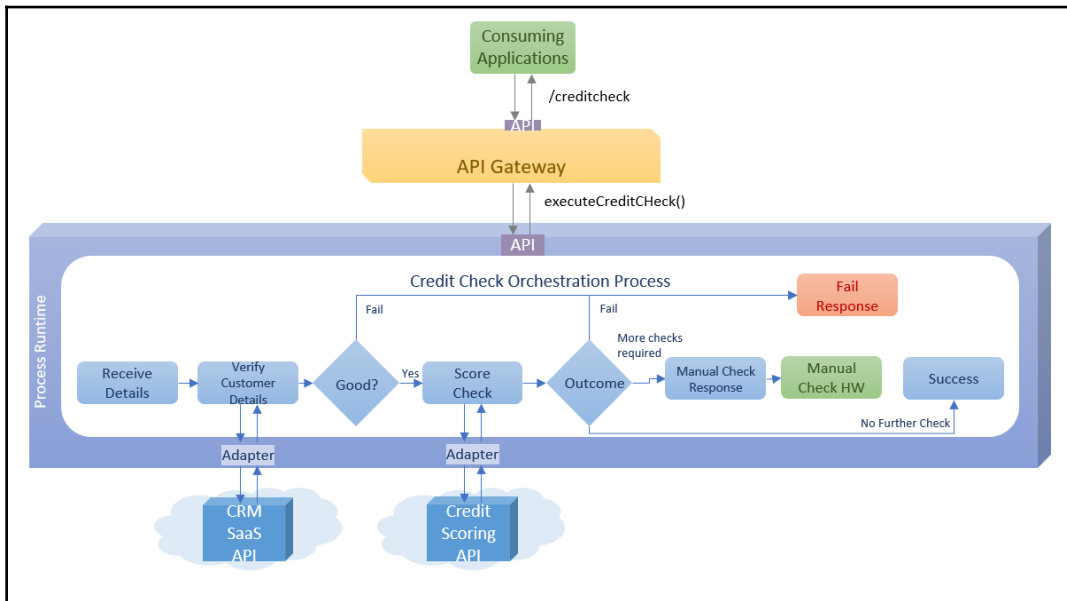 Consuming
Applications
/creditcheck
API
API Gateway
executeCreditCHeck()
API
Process Runtime
Credit Check Orchestration Process
Fail
Fail
Fail
Response
More checks
required
Receive
Details
Verify
Customer
Details
Good?
Yes
Score
Check
Outcome
Manual Check
Response
Manual
Check HW
Success
No Further Check
Adapter
Adapter
CRM
SaaS
API
Credit
Scoring
API